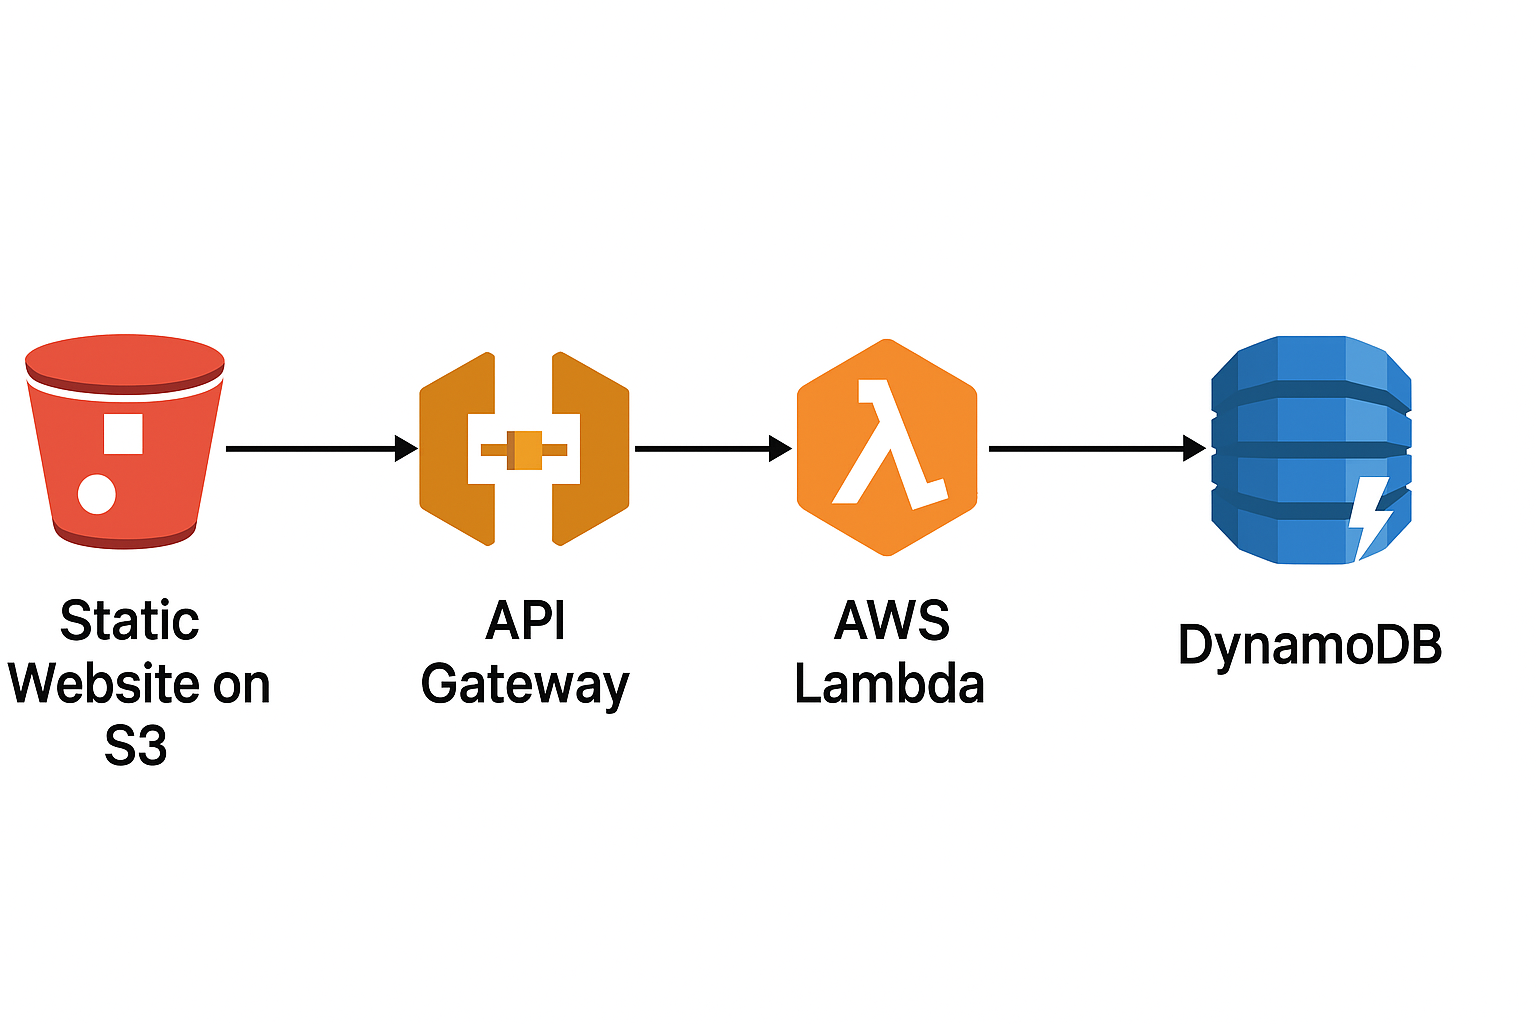 Static
Website on
S3
API
Gateway
AWS
Lambda
DynamoDB